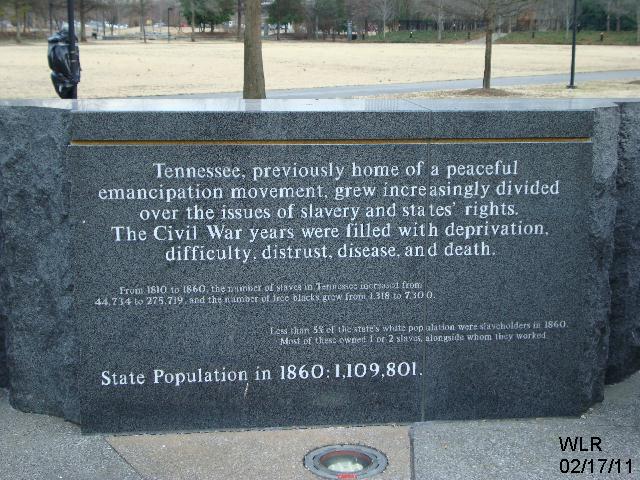 Tennessee, previously home of a peaceful
emancipation movement, grew increasingly divided
over the issues of slavery and states' rights.
The Civil War years were filled with deprivation,
difficulty, distrust, disease, and death.
From 1810 to 1860, the number of slaves in Tennessee increased from
44,734 to 275,719, and the number of free blacks grew from 1,318 to 7,300.
Less than 5% of the state's white population were slaveholders in 1860.
Most of these owned 1 or 2 slaves, alongside whom they worked.
State Population in 1860: 1,109,801.
WLR
02/17/11